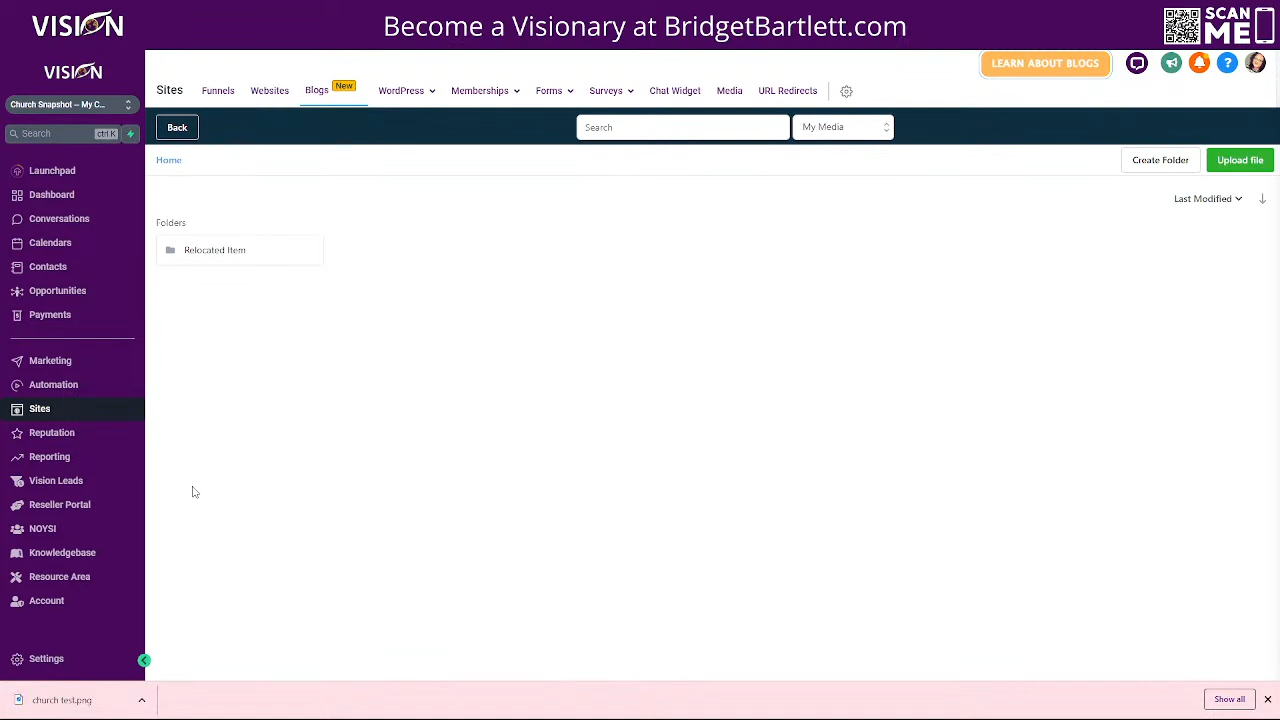 VISION
Become a Visionary at BridgetBartlett.com
SCAN
ME
VISION
LEARN ABOUT BLOGS
Church Snapshot — My C...
Sites
Funnels
Websites
Blogs
New
WordPress
Memberships
Forms
Surveys
Chat Widget
Media
URL Redirects
Search
ctrl K
Back
Search
My Media
Home
Create Folder
Upload file
Last Modified
Folders
Relocated Item
Launchpad
Dashboard
Conversations
Calendars
Contacts
Opportunities
Payments
Marketing
Automation
Sites
Reputation
Reporting
Vision Leads
Reseller Portal
NOYSI
Knowledgebase
Resource Area
Account
Settings
church test.png
Show all